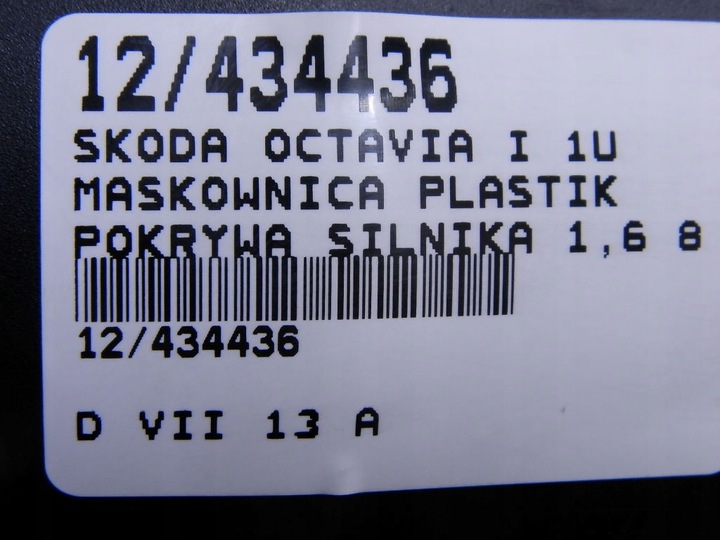 12/434436
SKODA OCTAVIA I 1U
MASKOWNICA PLASTIK
POKRYWA SILNIKA 1,6 8
12/434436
D VII 13 A